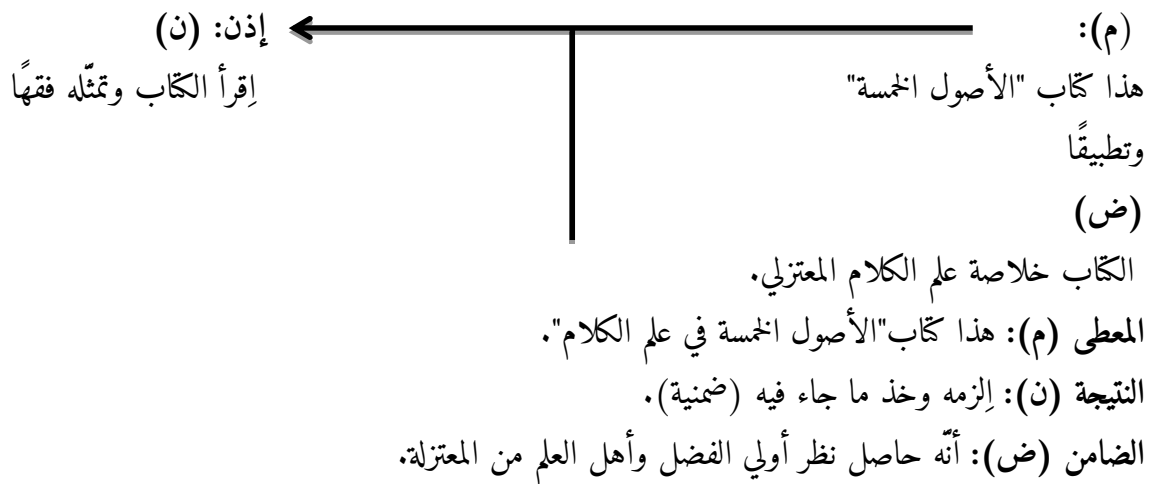 (م): إذن: (ن)
هذا كتاب "الأصول الخمسة" اِقرأ الكتاب وتمثّله فقهًا
وتطبيقًا
(ض)
الكتاب خلاصة علم الكلام المعتزلي.
المعطى (م): هذا كتاب"الأصول الخمسة في علم الكلام".
النتيجة (ن): اِلزمه وخذ ما جاء فيه (ضمنية).
الضامن (ض): أنّه حاصل نظر أولي الفضل وأهل العلم من المعتزلة.